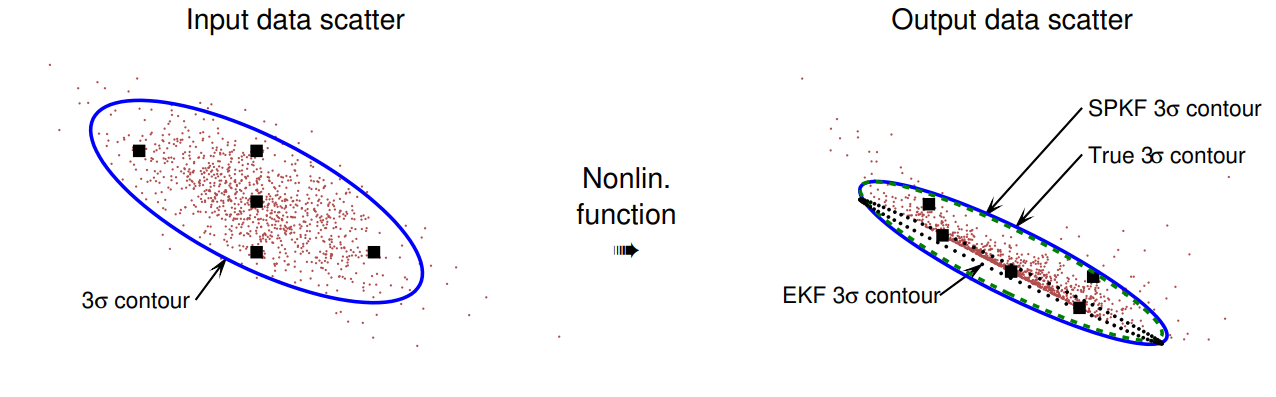 Input data scatter
Output data scatter
SPKF 3σ contour
True 3σ contour
Nonlin.
function
3σ contour
EKF 3σ contour